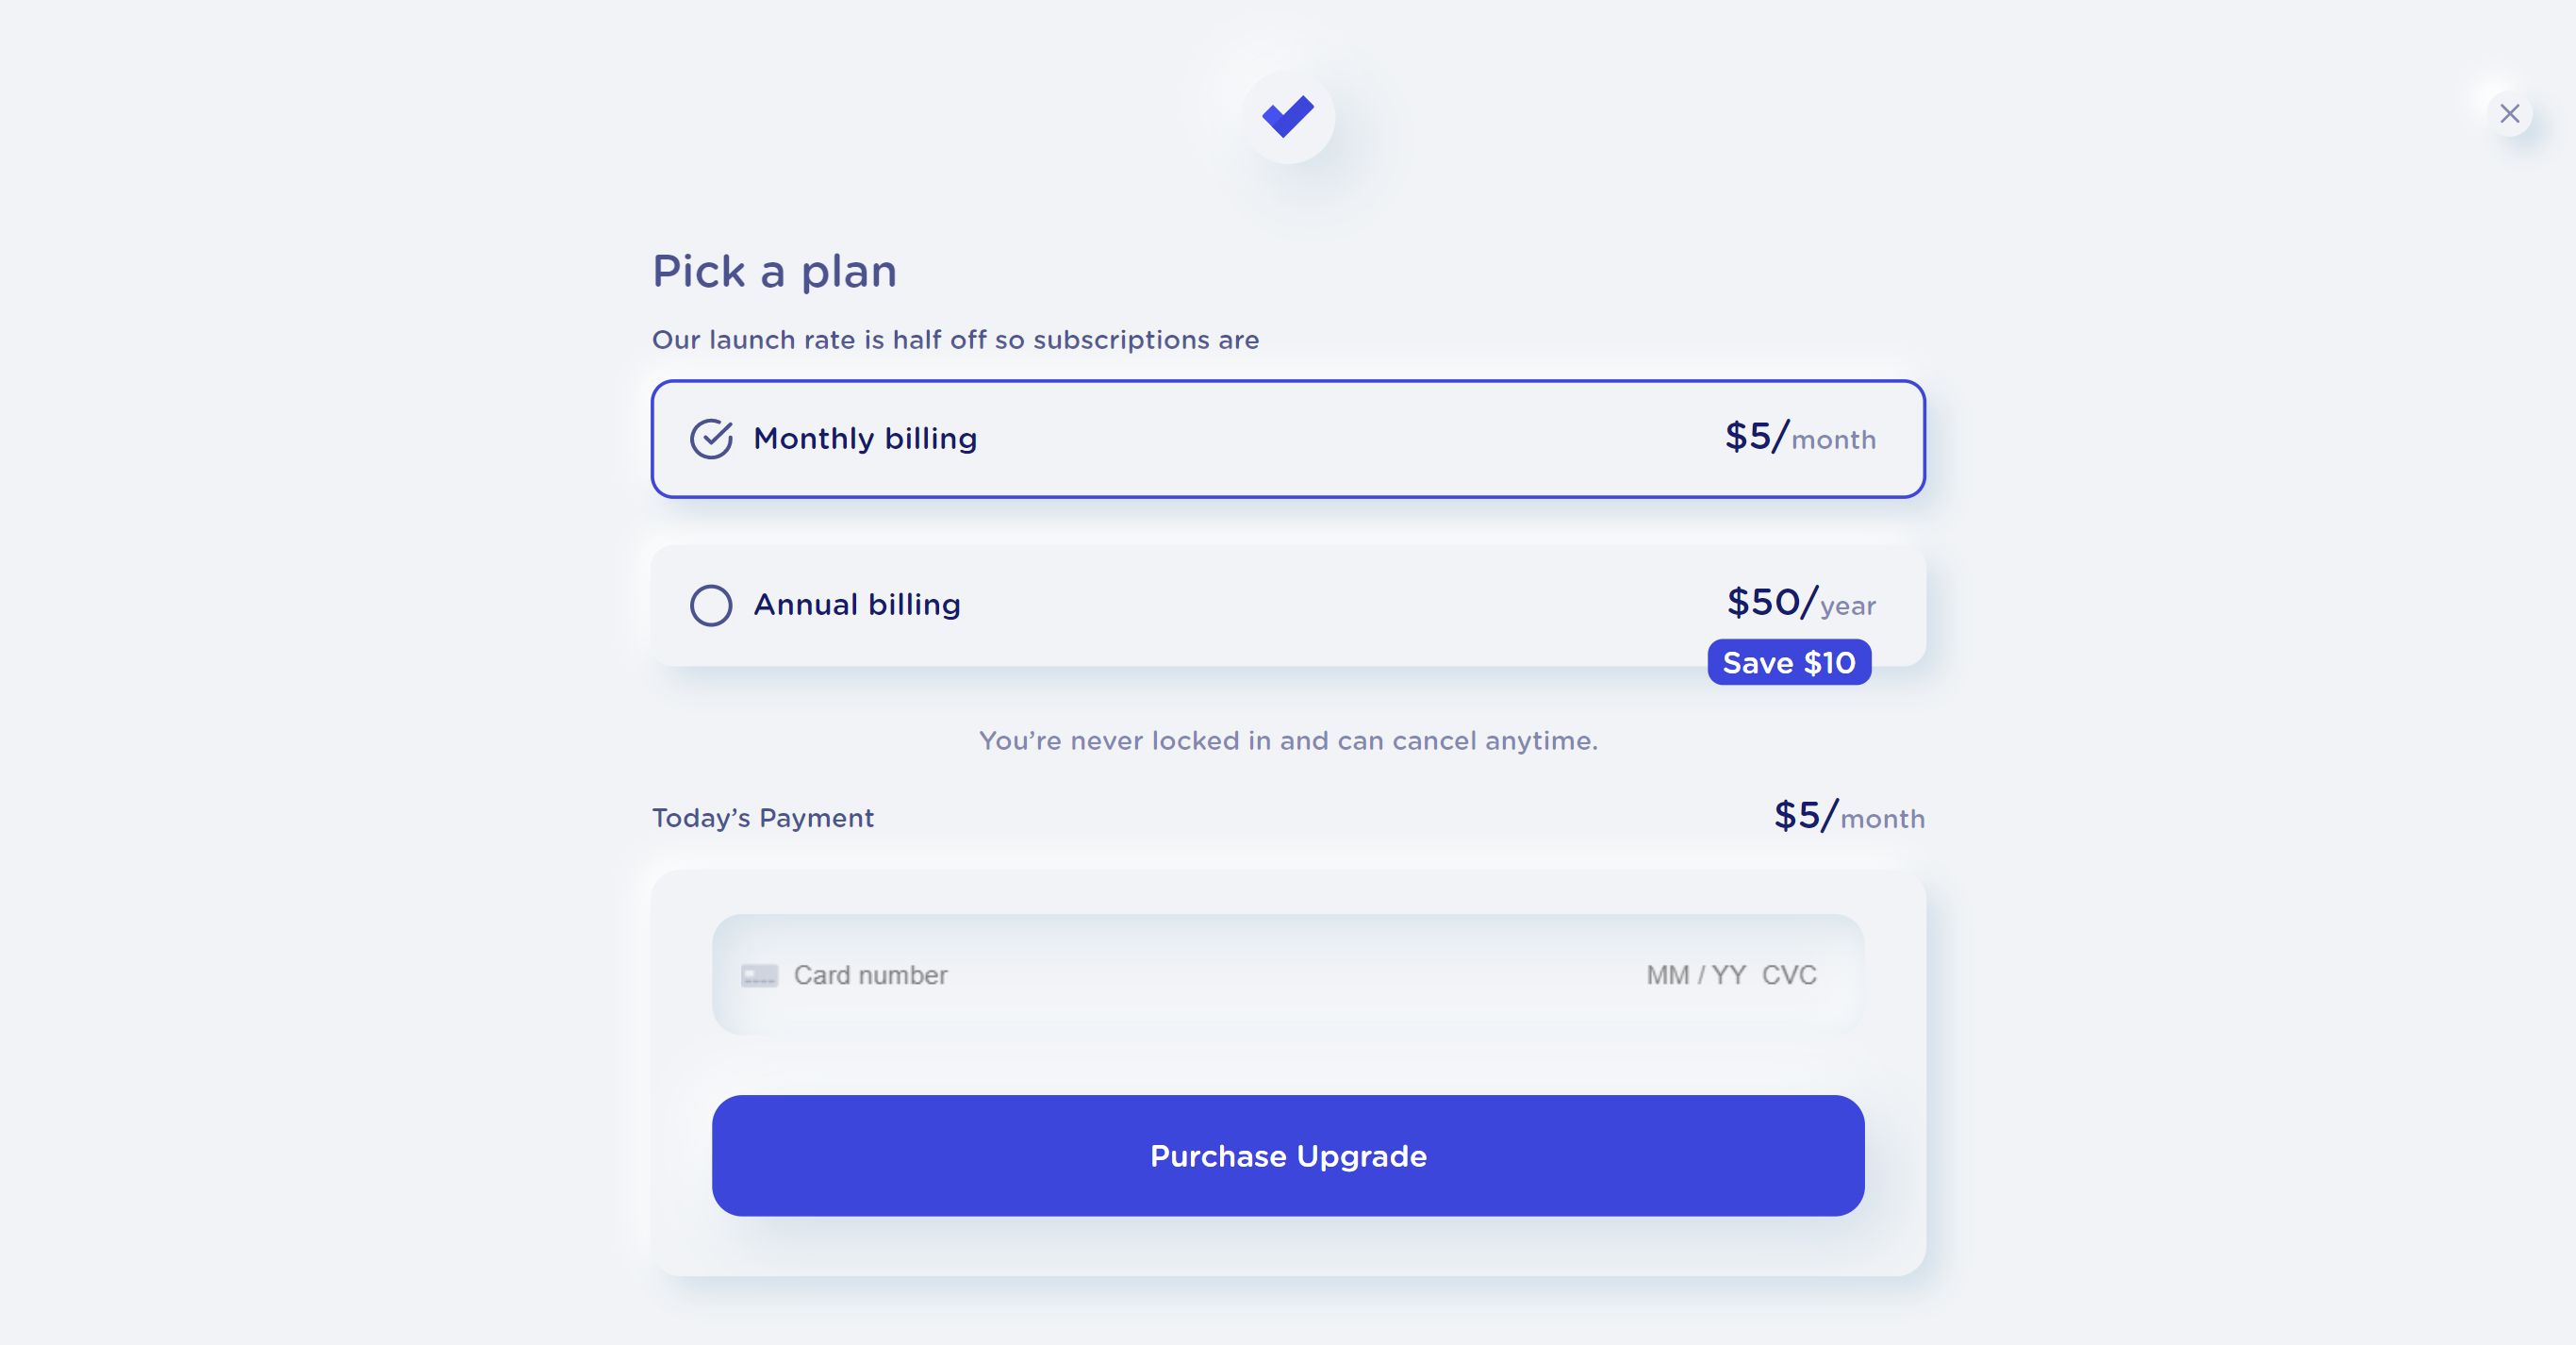 Pick a plan
Our launch rate is half off so subscriptions are
Monthly billing $5/month
Annual billing $50/year
Save $10
You’re never locked in and can cancel anytime.
Today’s Payment $5/month
Card number MM / YY CVC
Purchase Upgrade